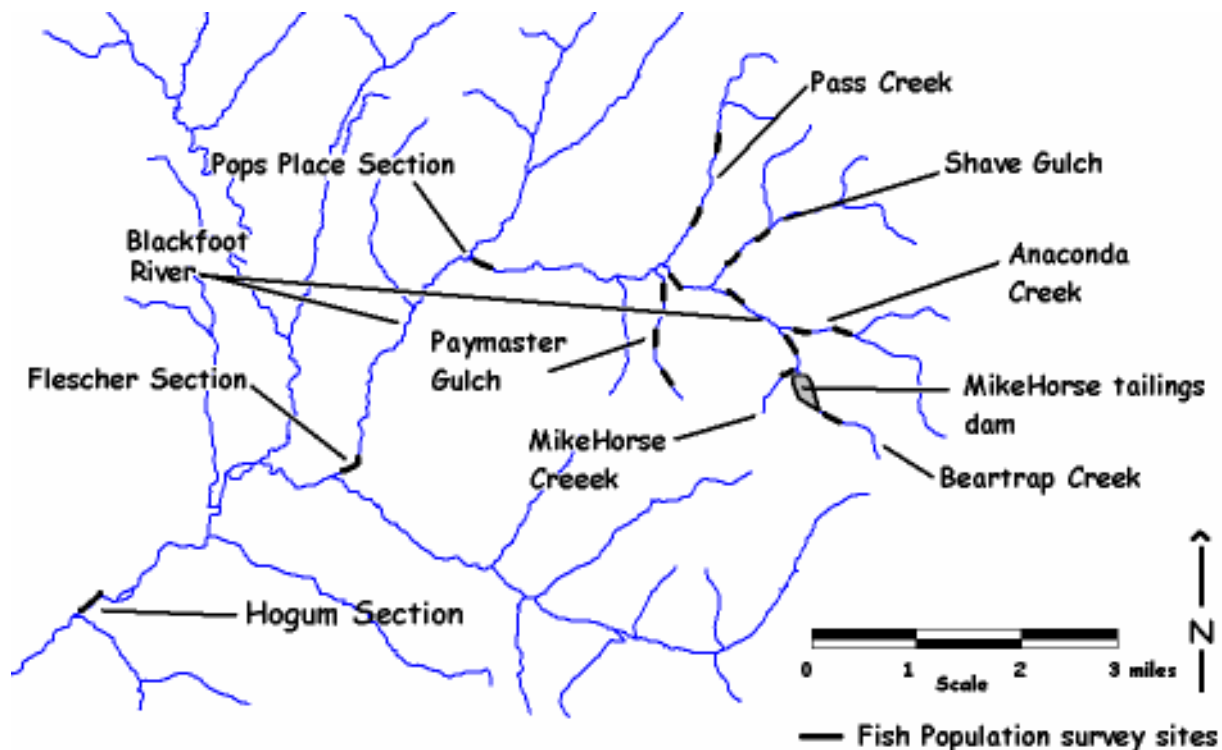 Pass Creek
Pops Place Section
Shave Gulch
Blackfoot
River
Anaconda
Creek
Paymaster
Gulch
Flescher Section
MikeHorse tailings
dam
MikeHorse
Creeek
Beartrap Creek
Hogum Section
N
0 1 2 3 miles
Scale
Fish Population survey sites